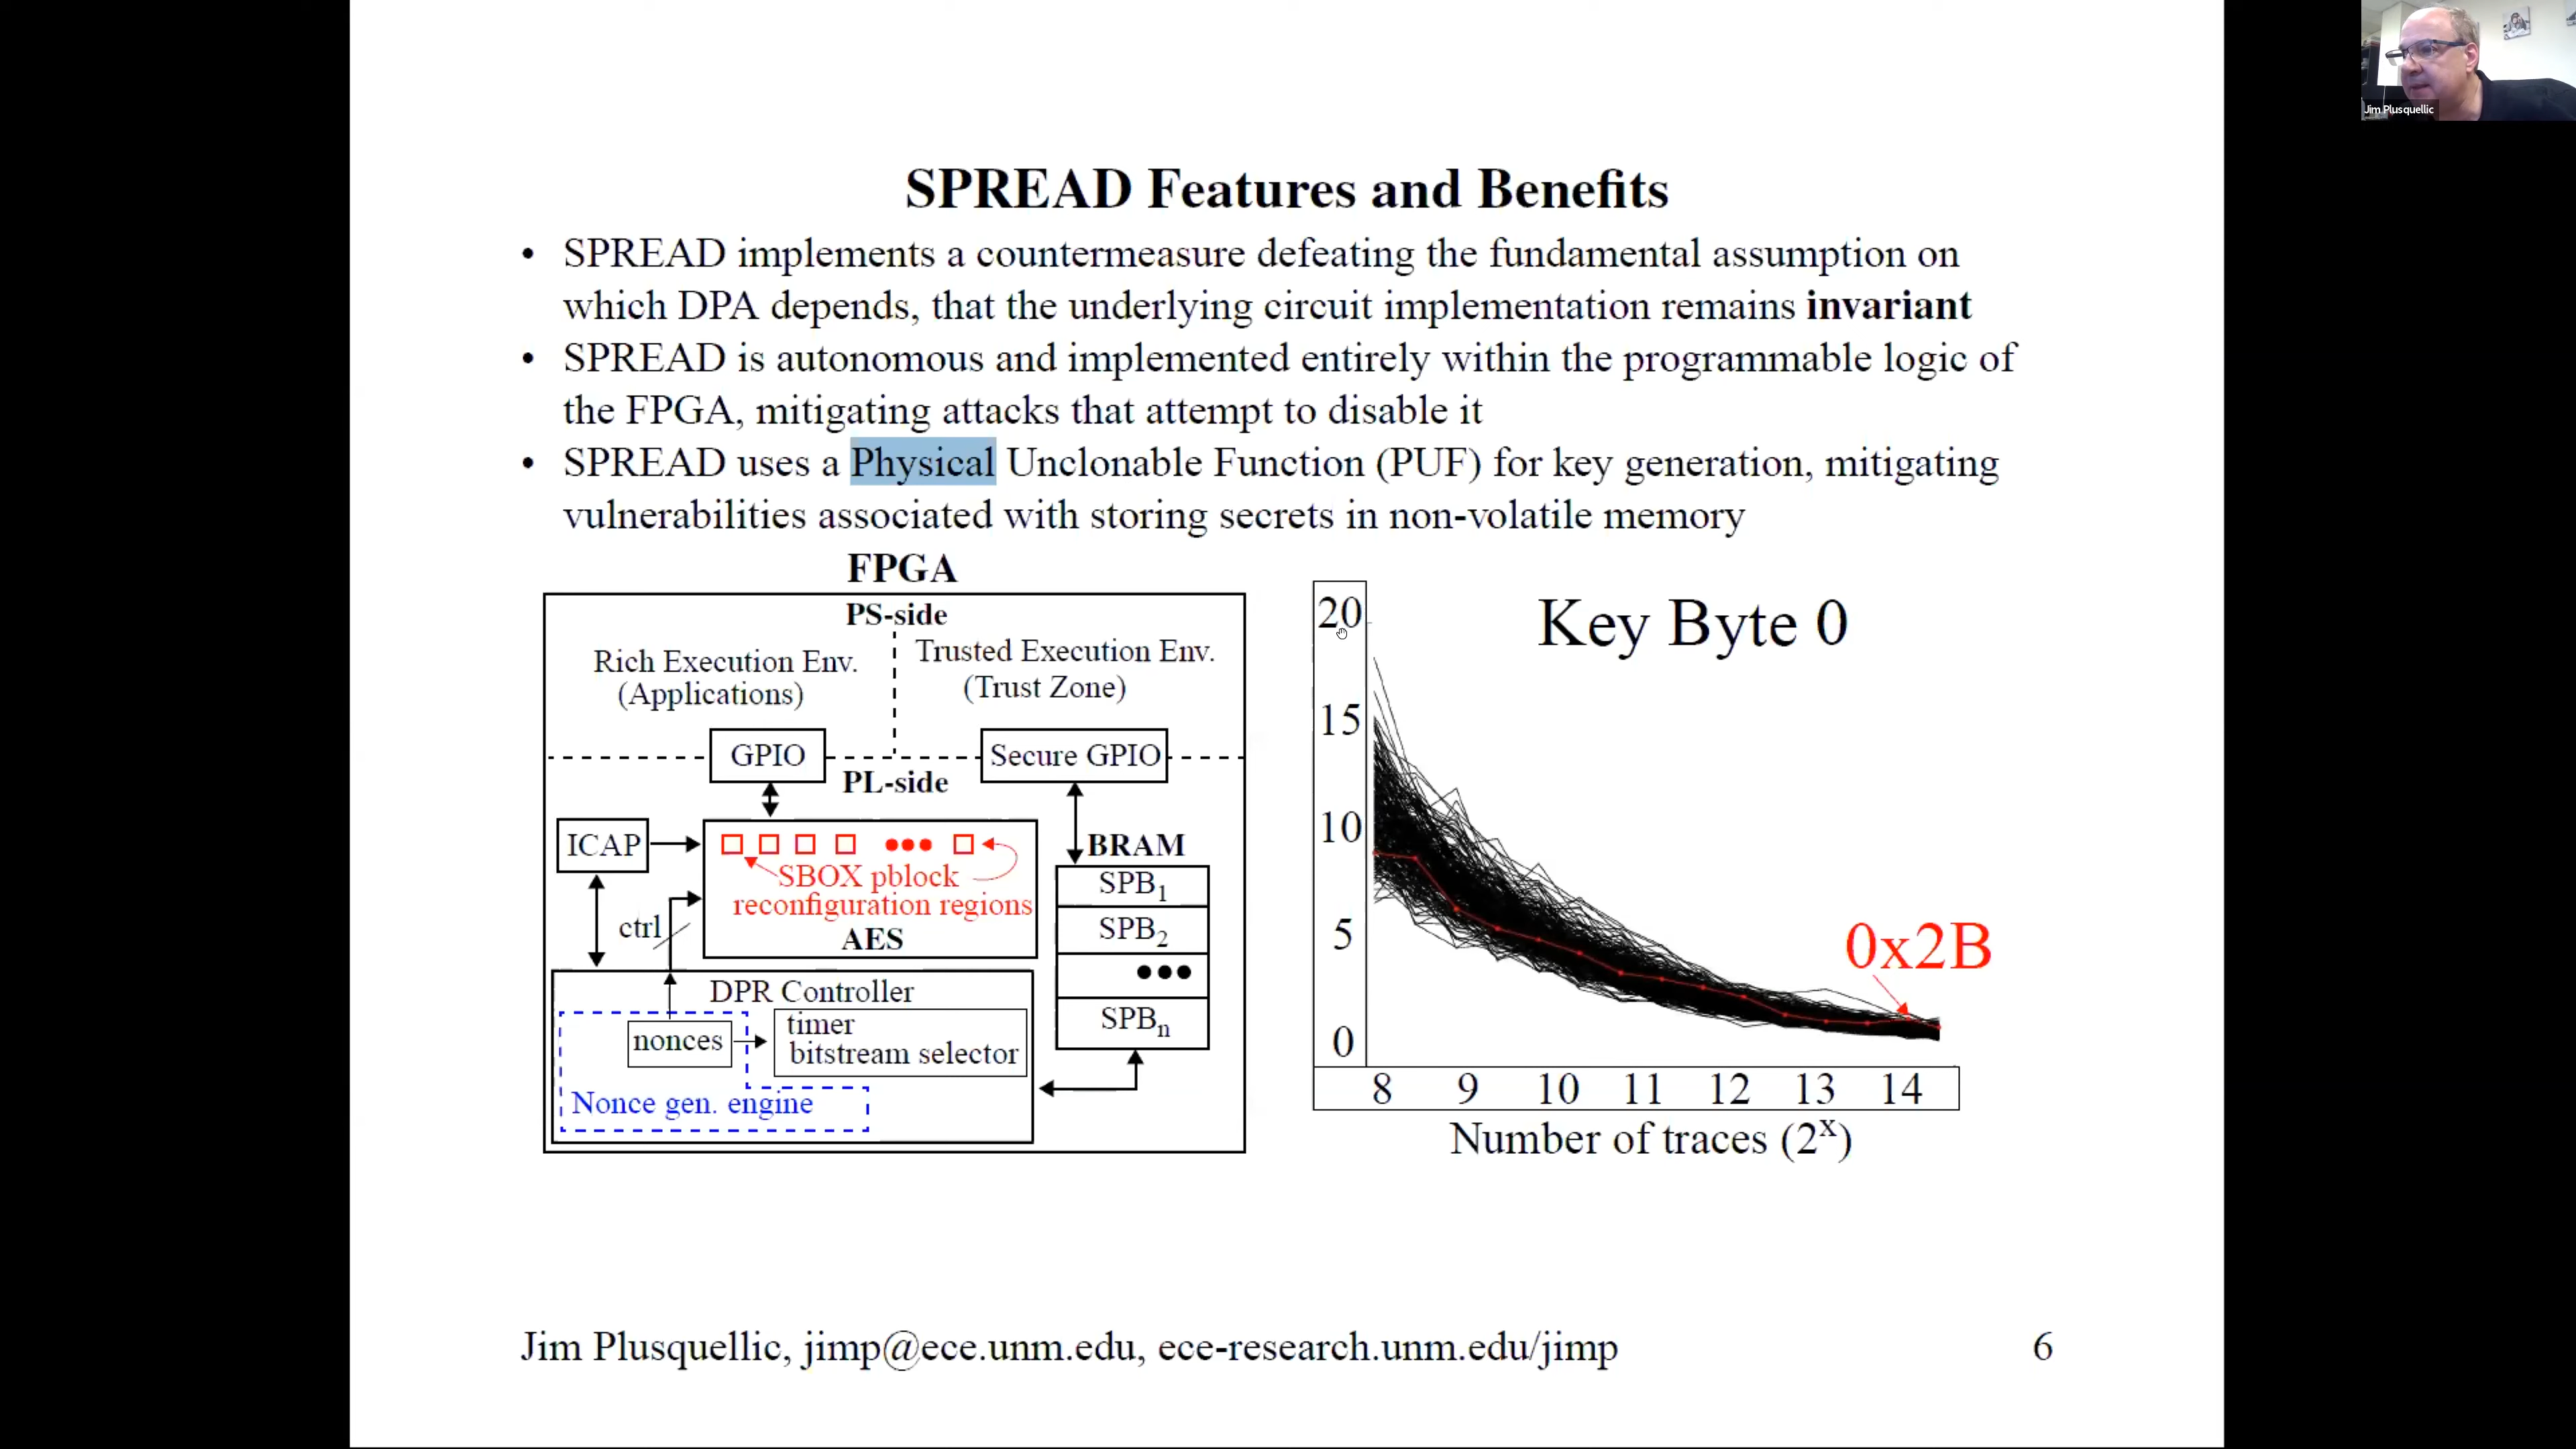 Jim Plusquellic
SPREAD Features and Benefits
• SPREAD implements a countermeasure defeating the fundamental assumption on
which DPA depends, that the underlying circuit implementation remains invariant
• SPREAD is autonomous and implemented entirely within the programmable logic of
the FPGA, mitigating attacks that attempt to disable it
• SPREAD uses a Physical Unclonable Function (PUF) for key generation, mitigating
vulnerabilities associated with storing secrets in non-volatile memory
FPGA
PS-side
Rich Execution Env.
(Applications)
Trusted Execution Env.
(Trust Zone)
GPIO
Secure GPIO
PL-side
ICAP
SBOX pblock
reconfiguration regions
AES
ctrl
BRAM
SPB1
SPB2
SPBn
DPR Controller
nonces
timer
bitstream selector
Nonce gen. engine
Key Byte 0
20
15
10
5
0
0x2B
8 9 10 11 12 13 14
Number of traces (2^x)
Jim Plusquellic, jimp@ece.unm.edu, ece-research.unm.edu/jimp
6